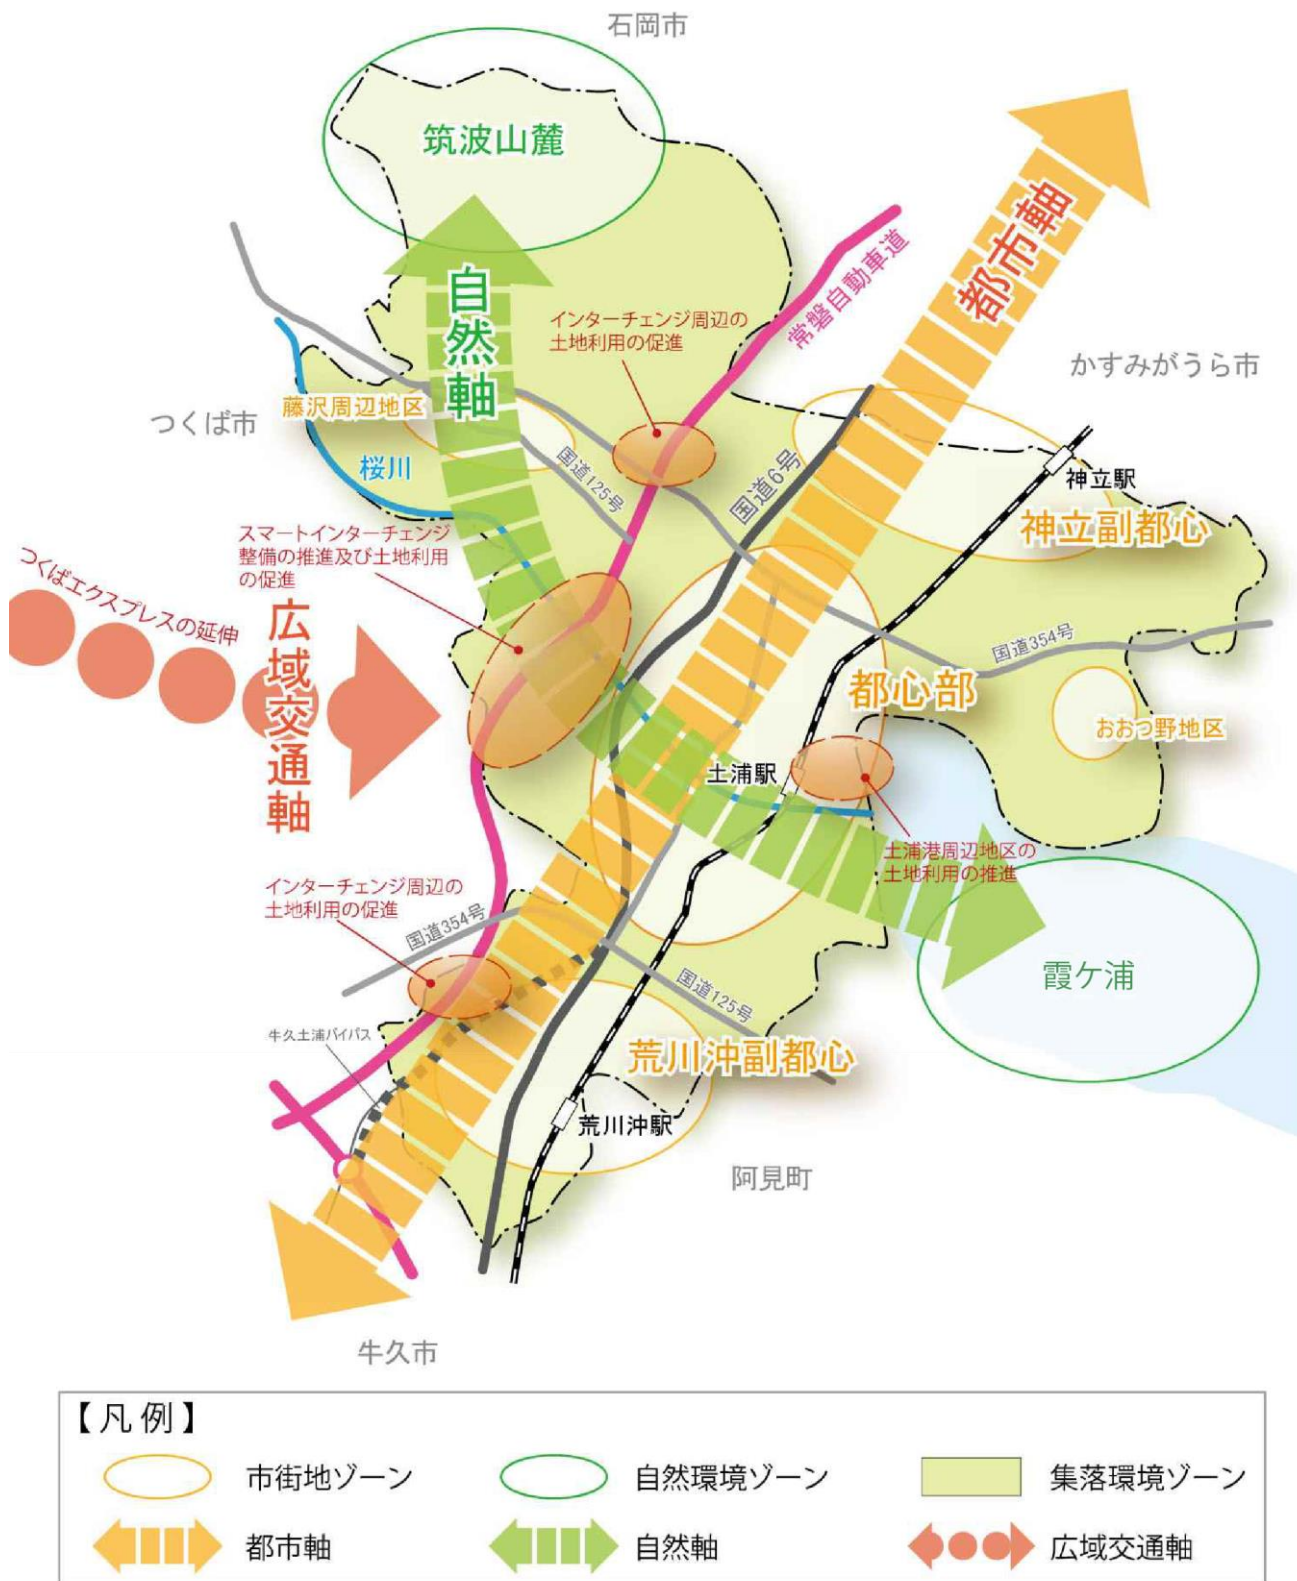 石岡市
筑波山麓
都市軸
常磐自動車道
自然軸
インターチェンジ周辺の
土地利用の促進
かすみがうら市
つくば市
藤沢周辺地区
桜川
国道125号
国道6号
神立駅
神立副都心
スマートインターチェンジ
整備の推進及び土地利用
の促進
つくばエクスプレスの延伸
広域交通軸
国道354号
都心部
おおつ野地区
土浦駅
土浦港周辺地区の
土地利用の推進
インターチェンジ周辺の
土地利用の促進
国道354号
霞ケ浦
国道125号
牛久土浦バイパス
荒川沖副都心
荒川沖駅
阿見町
牛久市
【凡例】
市街地ゾーン
自然環境ゾーン
集落環境ゾーン
都市軸
自然軸
広域交通軸